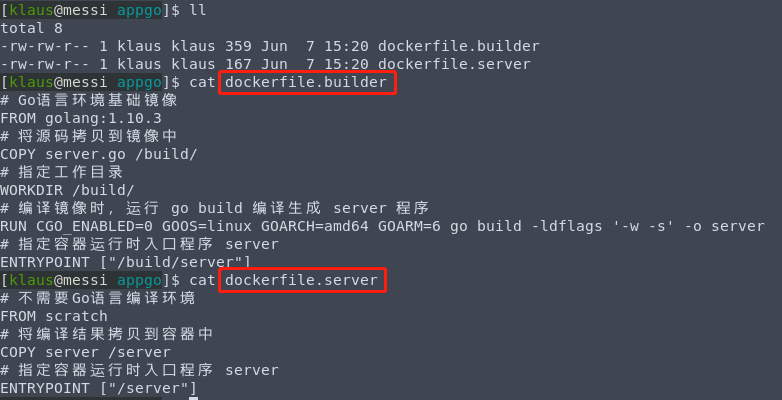 [klaus@messi appgo]$ ll
total 8
-rw-rw-r-- 1 klaus klaus 359 Jun  7 15:20 dockerfile.builder
-rw-rw-r-- 1 klaus klaus 167 Jun  7 15:20 dockerfile.server
[klaus@messi appgo]$ cat dockerfile.builder
# Go语言环境基础镜像
FROM golang:1.10.3
# 将源码拷贝到镜像中
COPY server.go /build/
# 指定工作目录
WORKDIR /build/
# 编译镜像时, 运行 go build 编译生成 server 程序
RUN CGO_ENABLED=0 GOOS=linux GOARCH=amd64 GOARM=6 go build -ldflags '-w -s' -o server
# 指定容器运行时入口程序 server
ENTRYPOINT ["/build/server"]
[klaus@messi appgo]$ cat dockerfile.server
# 不需要Go语言编译环境
FROM scratch
# 将编译结果拷贝到容器中
COPY server /server
# 指定容器运行时入口程序 server
ENTRYPOINT ["/server"]